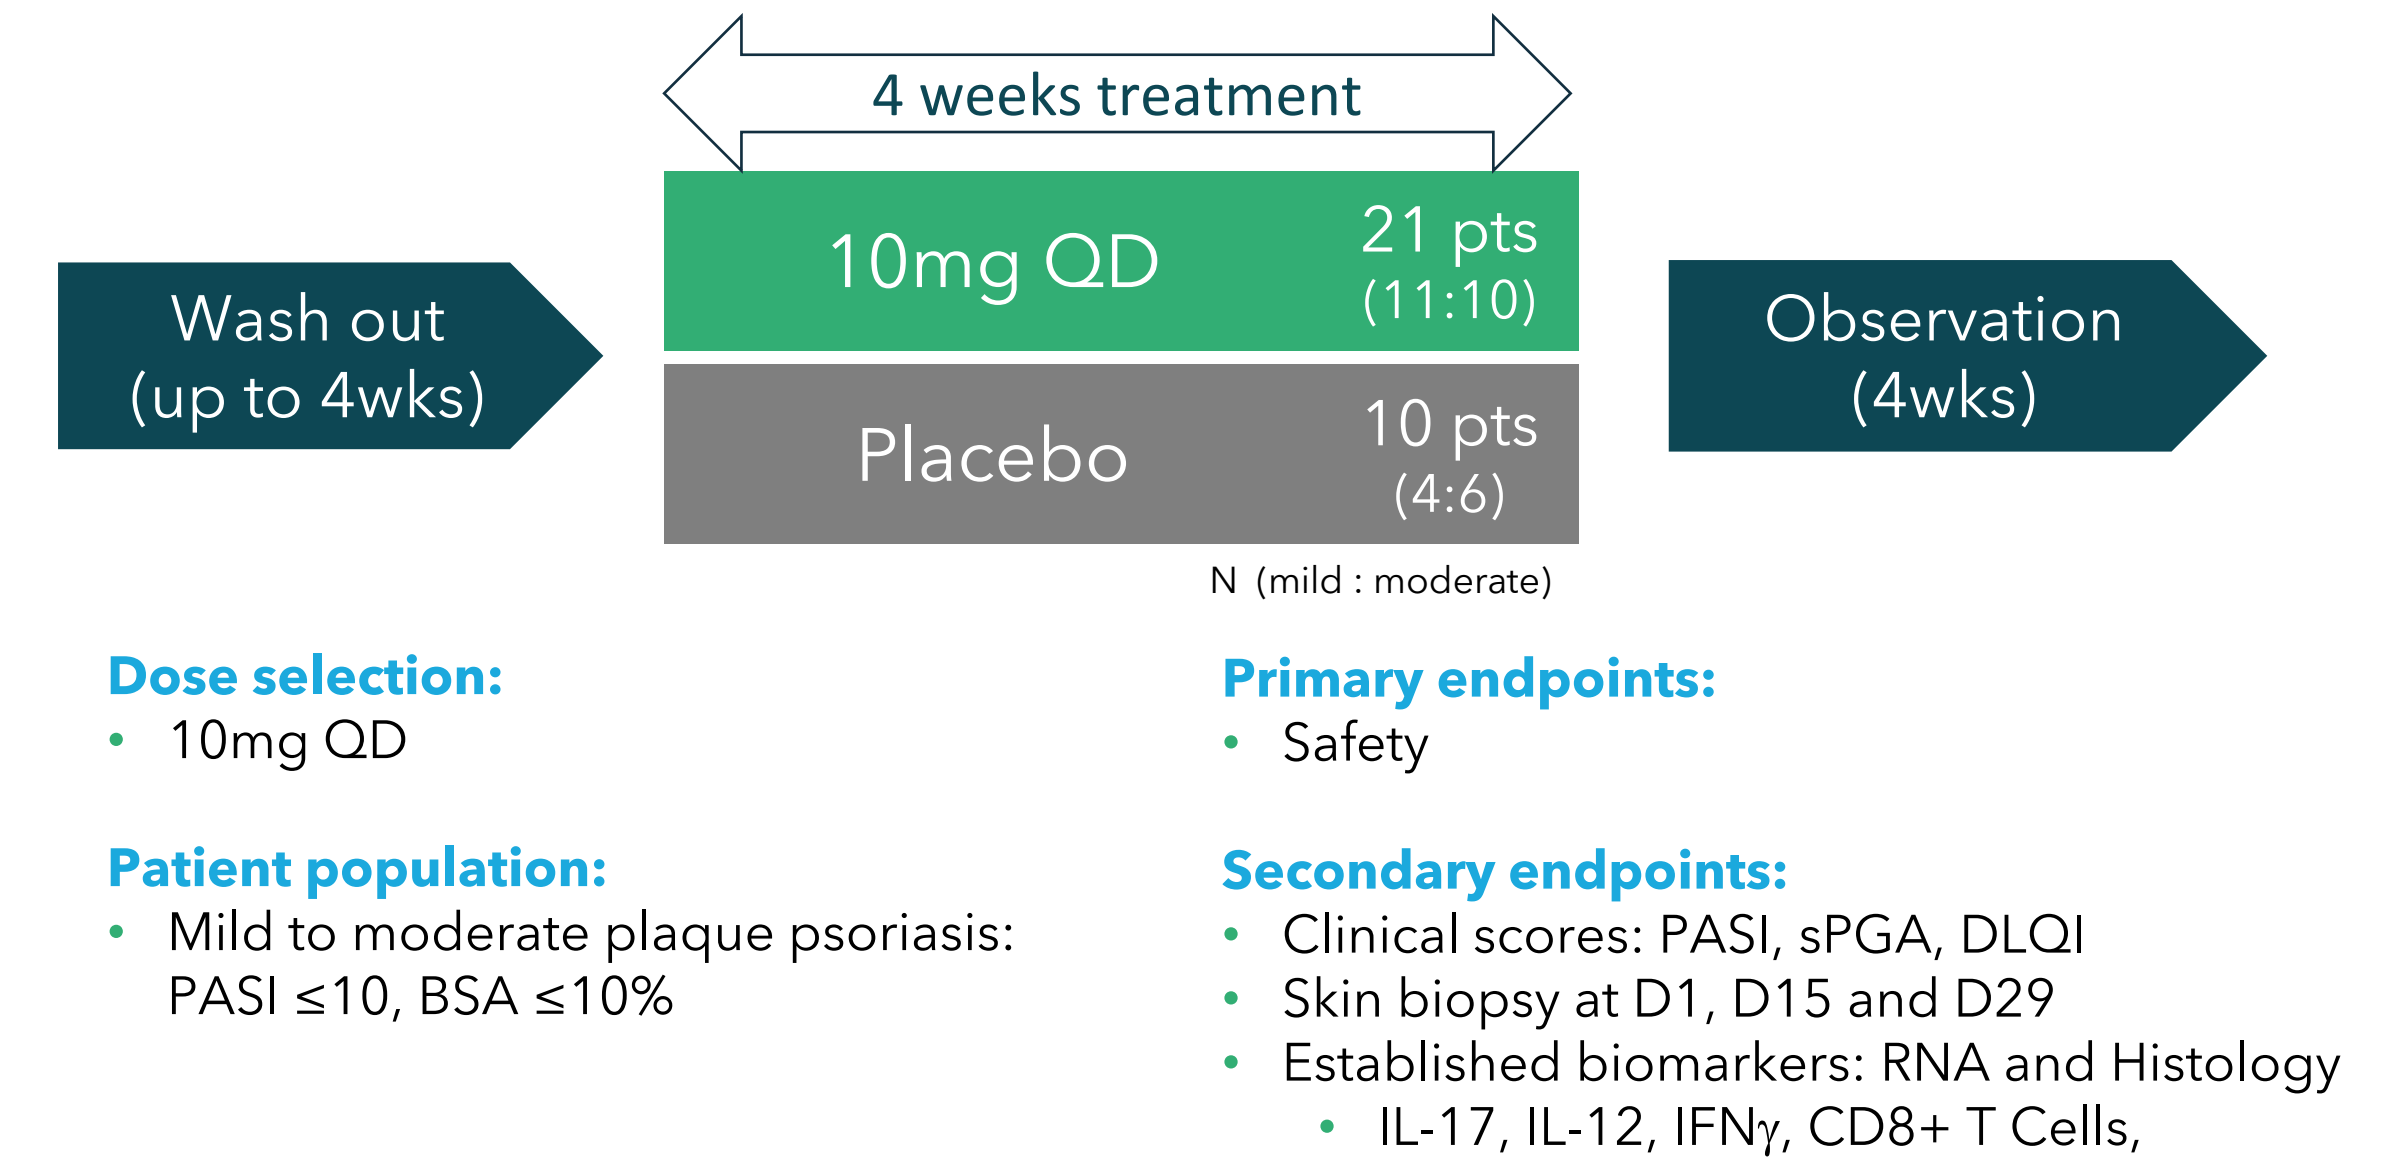 4 weeks treatment
Wash out
(up to 4wks)
10mg QD
21 pts
(11:10)
Placebo
10 pts
(4:6)
Observation
(4wks)
N (mild : moderate)
Dose selection:
• 10mg QD
Patient population:
• Mild to moderate plaque psoriasis:
PASI ≤10, BSA ≤10%
Primary endpoints:
• Safety
Secondary endpoints:
• Clinical scores: PASI, sPGA, DLQI
• Skin biopsy at D1, D15 and D29
• Established biomarkers: RNA and Histology
• IL-17, IL-12, IFNγ, CD8+ T Cells,